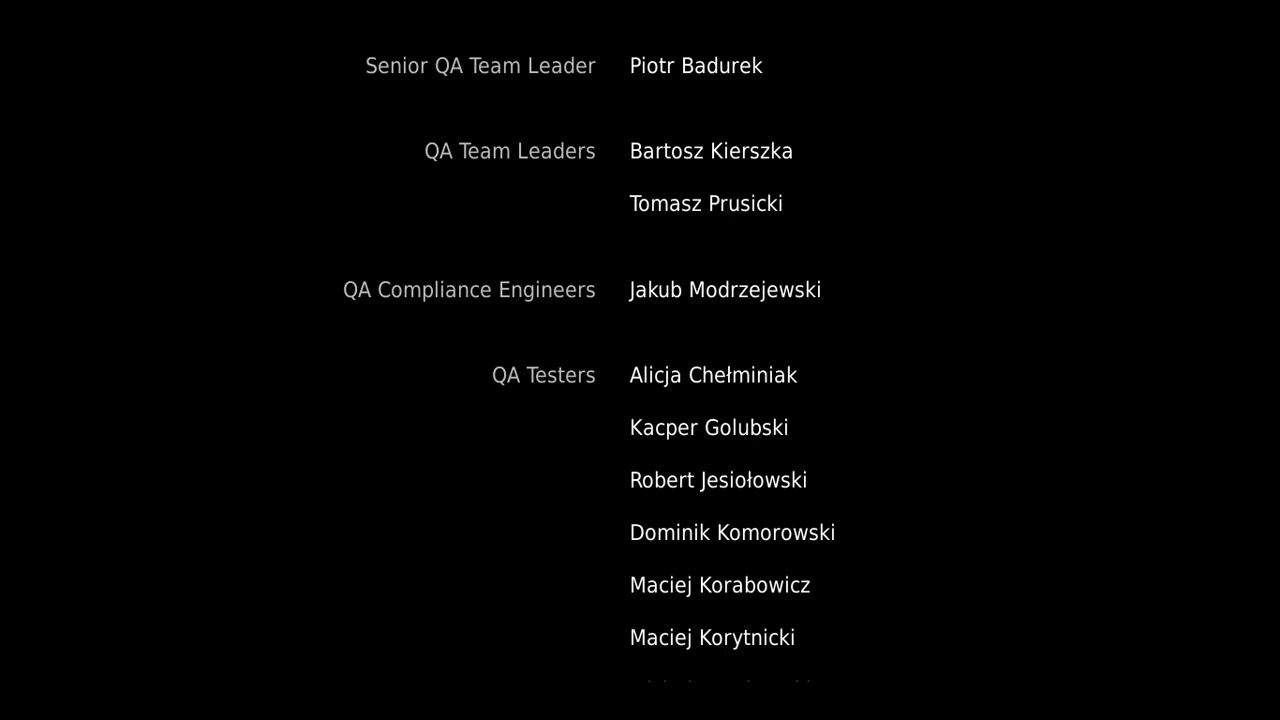 Senior QA Team Leader Piotr Badurek
QA Team Leaders Bartosz Kierszka
Tomasz Prusicki
QA Compliance Engineers Jakub Modrzejewski
QA Testers Alicja Chełminiak
Kacper Golubski
Robert Jesiołowski
Dominik Komorowski
Maciej Korabowicz
Maciej Korytnicki